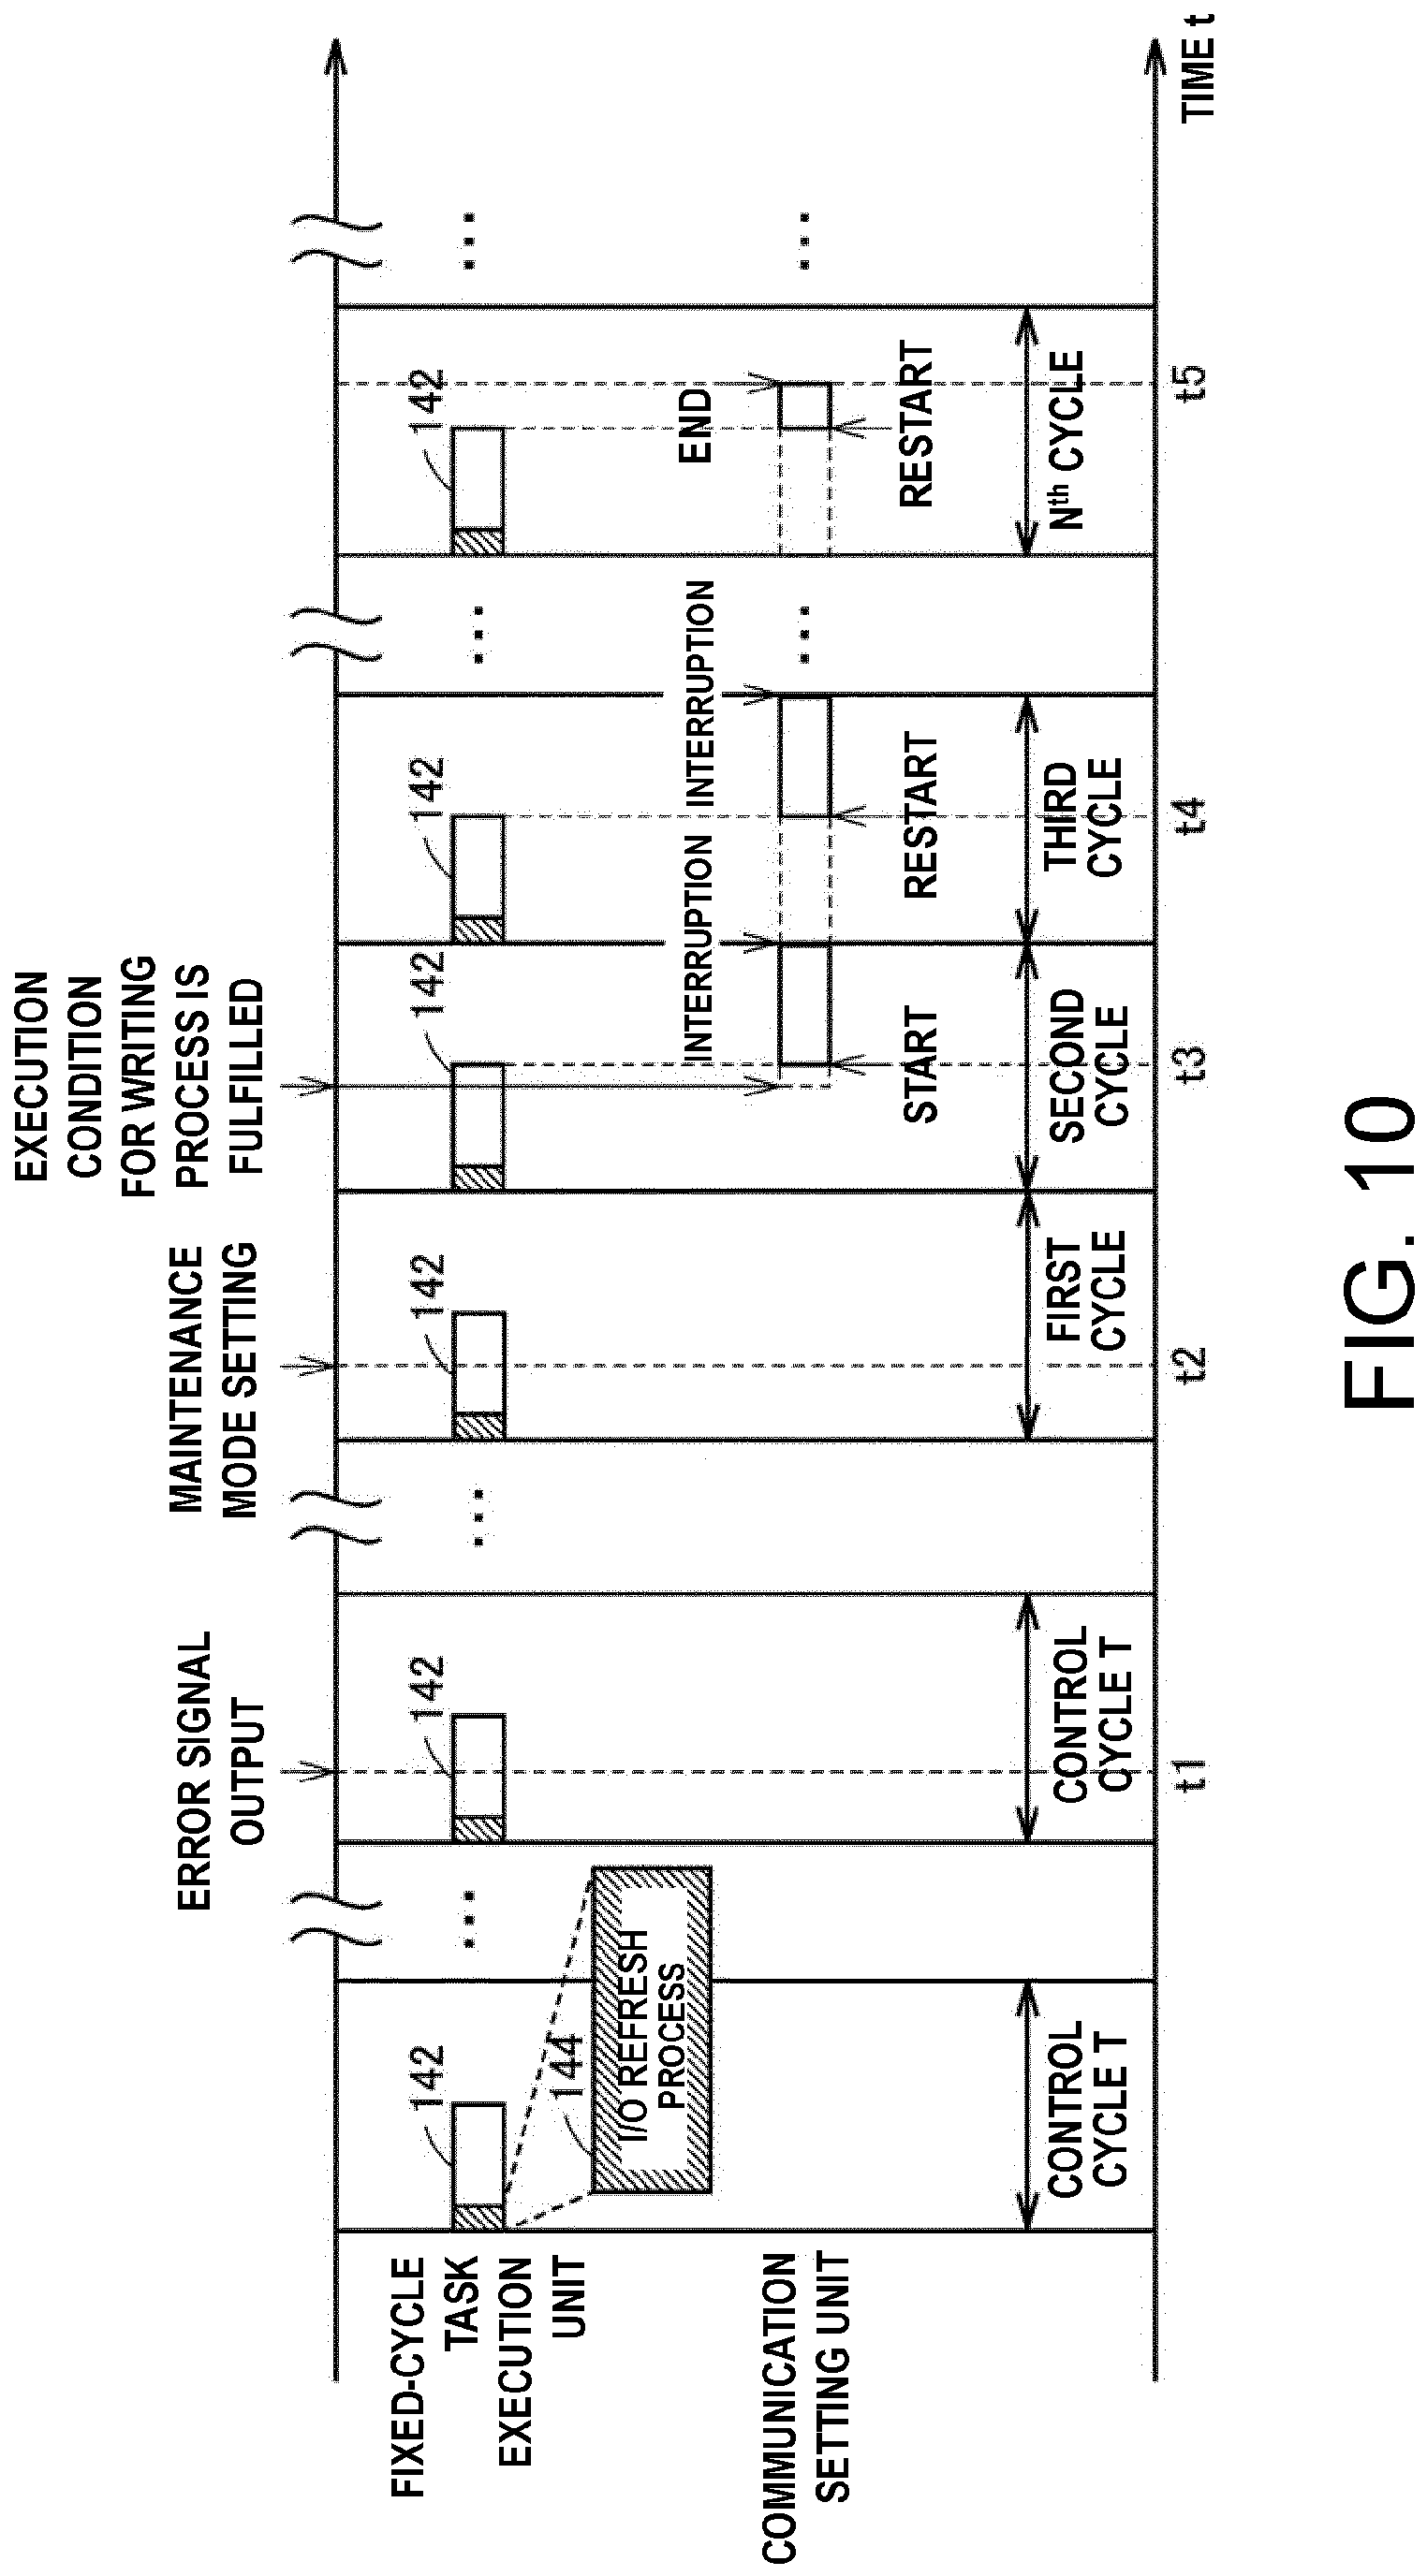 ERROR SIGNAL
OUTPUT
MAINTENANCE
MODE SETTING
EXECUTION
CONDITION
FOR WRITING
PROCESS IS
FULFILLED
FIXED-CYCLE
TASK
EXECUTION
UNIT
142
142
142
142
142
142
144
I/O REFRESH
PROCESS
COMMUNICATION
SETTING UNIT
INTERRUPTION
INTERRUPTION
END
START
RESTART
RESTART
CONTROL
CYCLE T
CONTROL
CYCLE T
FIRST
CYCLE
SECOND
CYCLE
THIRD
CYCLE
Nth CYCLE
t1
t2
t3
t4
t5
TIME t
FIG. 10